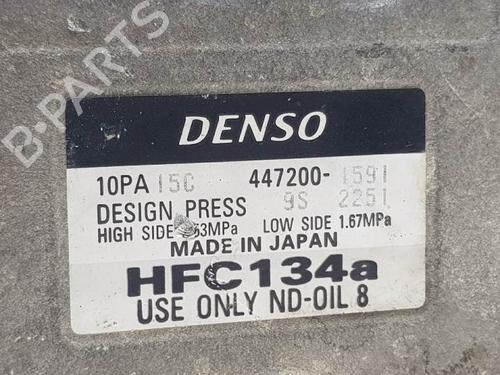 B-PARTS
DENSO
10PA 15C 447200-1591
DESIGN PRESS 9S 2251
HIGH SIDE 53MPa LOW SIDE 1.67MPa
MADE IN JAPAN
HFC134a
USE ONLY ND-OIL 8